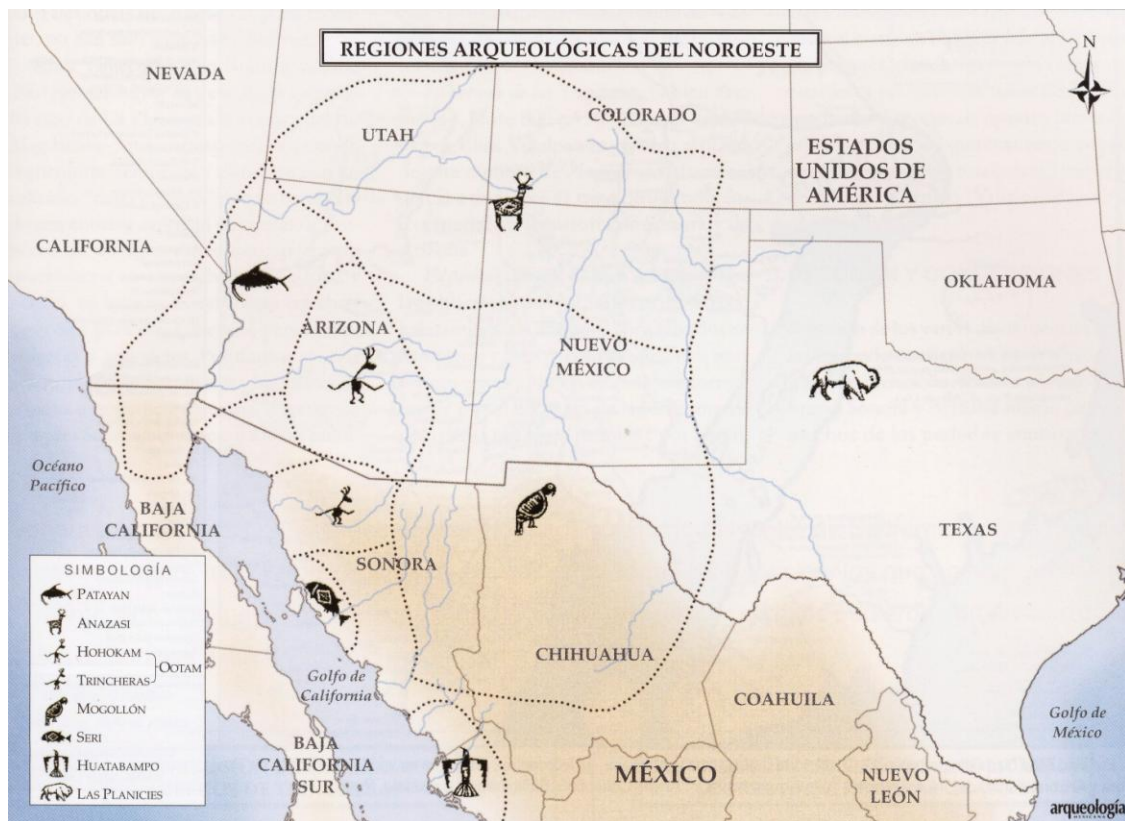 REGIONES ARQUEOLÓGICAS DEL NOROESTE
N
NEVADA
UTAH
COLORADO
ESTADOS
UNIDOS DE
AMÉRICA
CALIFORNIA
OKLAHOMA
ARIZONA
NUEVO
MÉXICO
Océano
Pacífico
BAJA
CALIFORNIA
SONORA
TEXAS
CHIHUAHUA
COAHUILA
Golfo de
California
Golfo de
México
BAJA
CALIFORNIA
SUR
MÉXICO
NUEVO
LEÓN
SIMBOLOGÍA
PATAYAN
ANAZASI
HOHOKAM
OOTAM
TRINCHERAS
MOGOLLÓN
SERI
HUATABAMPO
LAS PLANICIES
arqueología
MEXICANA